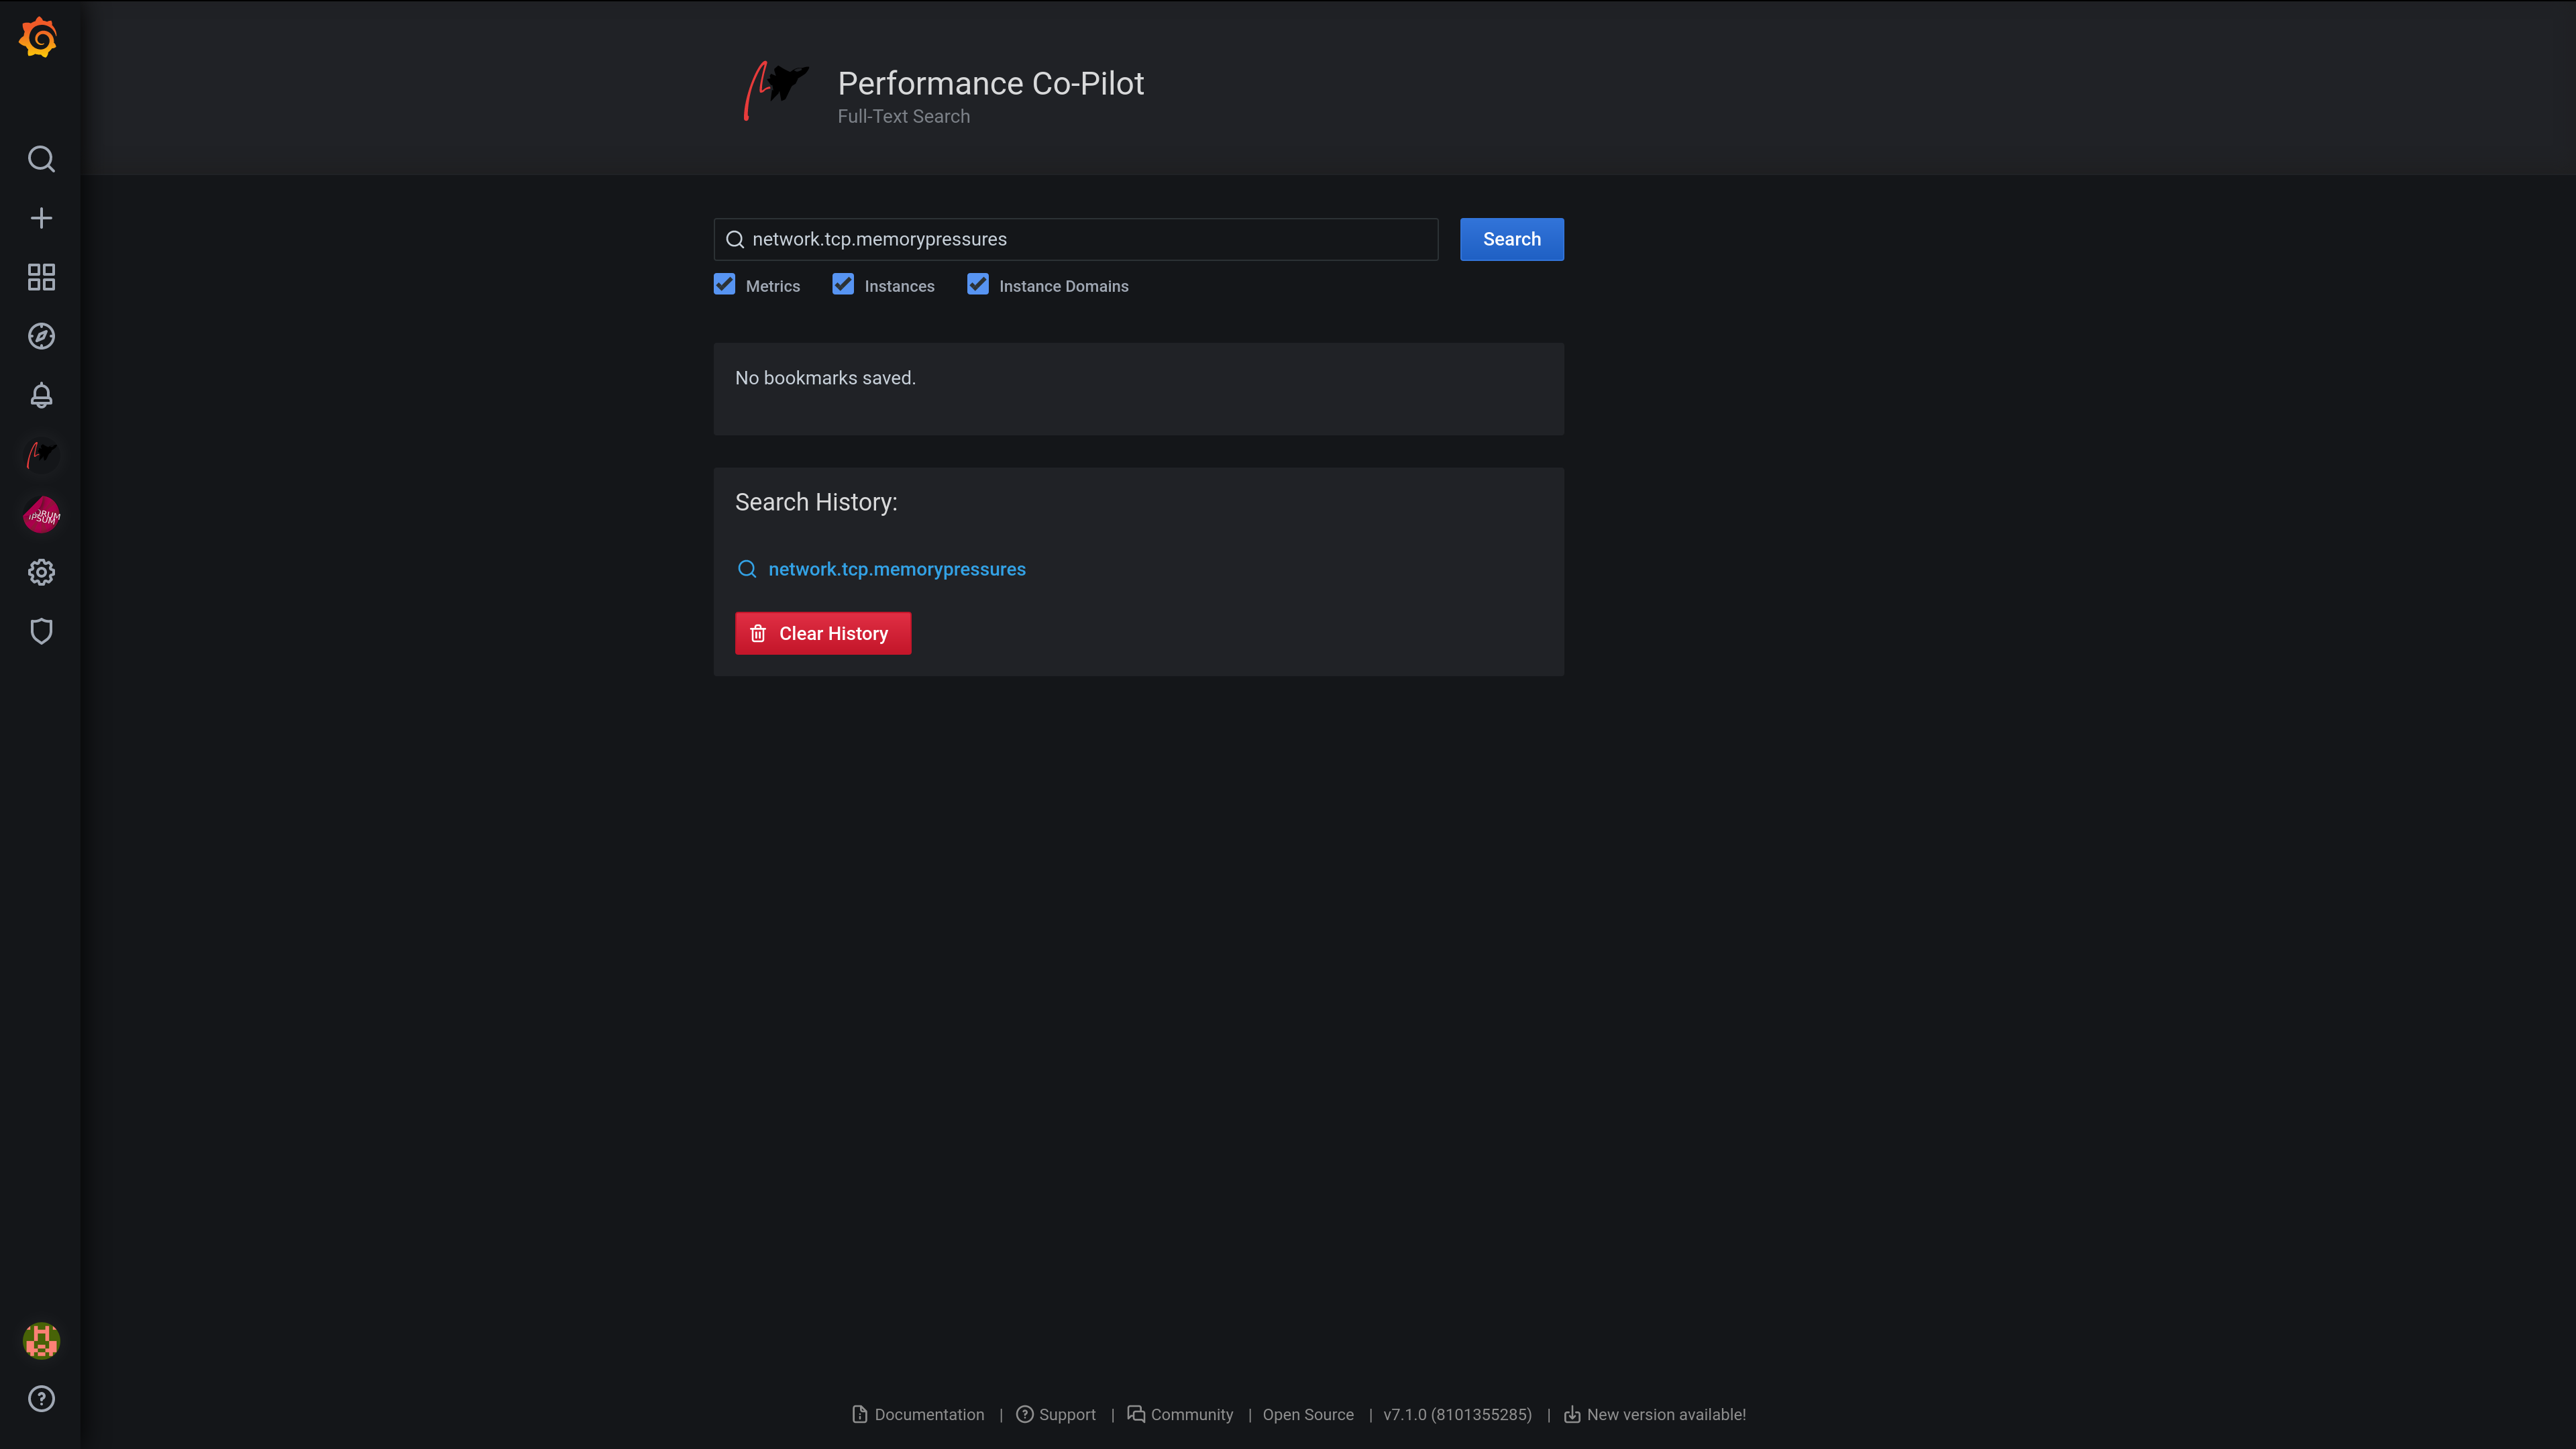 Performance Co-Pilot
Full-Text Search
network.tcp.memorypressures
Search
Metrics
Instances
Instance Domains
No bookmarks saved.
Search History:
network.tcp.memorypressures
Clear History
IPSUM
Documentation | Support | Community | Open Source | v7.1.0 (8101355285) | New version available!